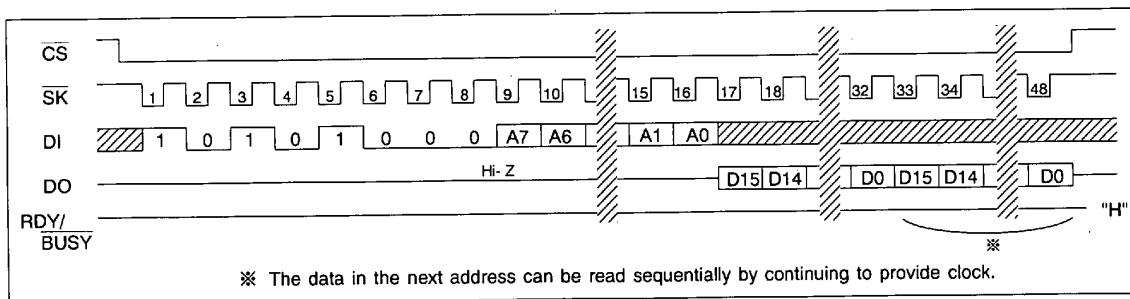 CS
SK 1 2 3 4 5 6 7 8 9 10 15 16 17 18 32 33 34 48
DI 1 0 1 0 1 0 0 0 A7 A6 A1 A0
Hi-Z
DO D15 D14 D0 D15 D14 D0
RDY/ "H"
BUSY ※
※ The data in the next address can be read sequentially by continuing to provide clock.